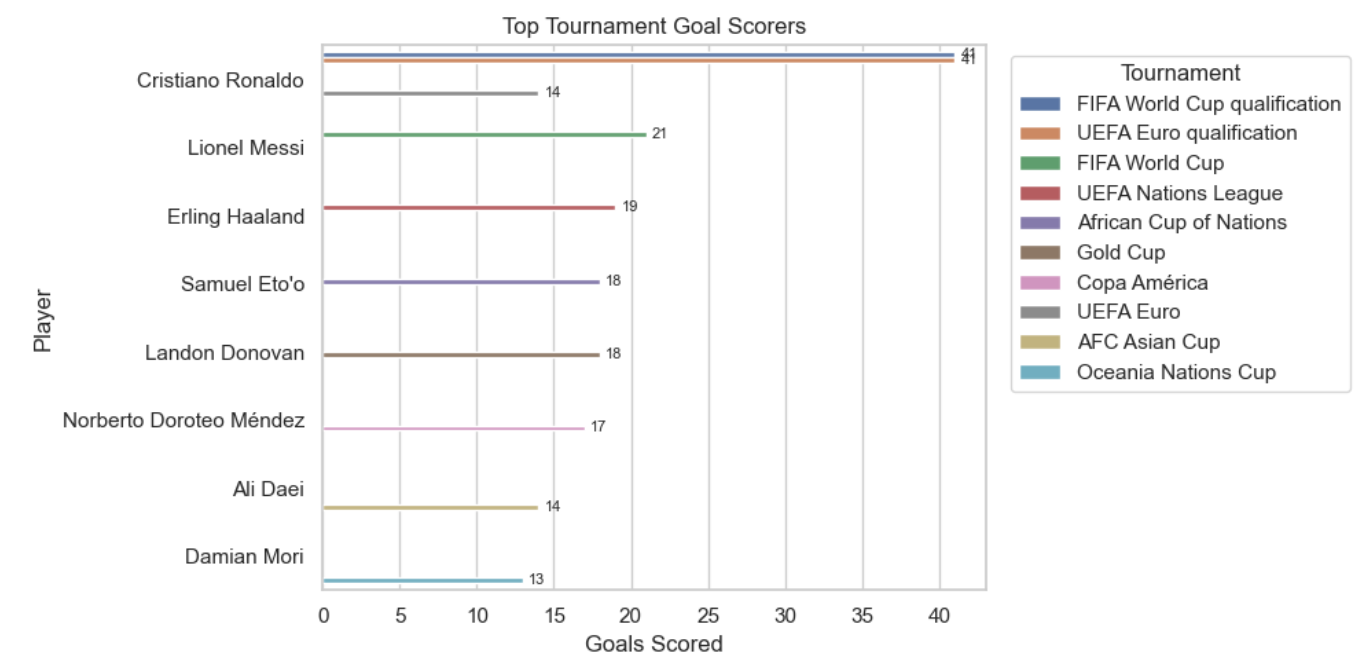 Top Tournament Goal Scorers
41
41
Cristiano Ronaldo
14
Lionel Messi
21
Erling Haaland
19
Samuel Eto'o
18
Landon Donovan
18
Norberto Doroteo Méndez
17
Ali Daei
14
Damian Mori
13
Player
0 5 10 15 20 25 30 35 40
Goals Scored
Tournament
FIFA World Cup qualification
UEFA Euro qualification
FIFA World Cup
UEFA Nations League
African Cup of Nations
Gold Cup
Copa América
UEFA Euro
AFC Asian Cup
Oceania Nations Cup